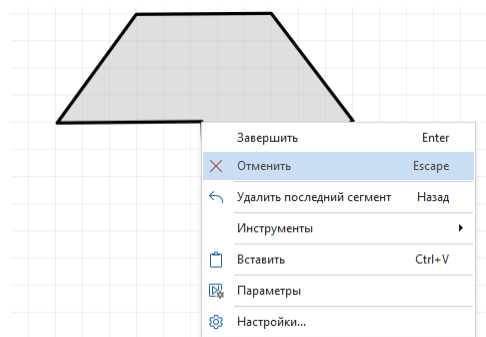 Завершить Enter
Отменить Escape
Удалить последний сегмент Назад
Инструменты
Вставить Ctrl+V
Параметры
Настройки...